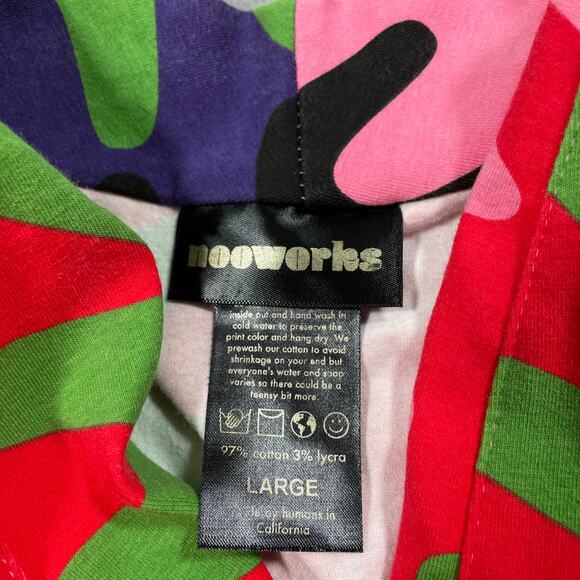 nooworks
inside out and hand wash in
cold water to preserve the
print color and hang dry. We
prewash our cotton to avoid
shrinkage on your end but
everyone's water and soap
varies so there could be a
teensy bit more.
97% cotton 3% lycra
LARGE
by humans in
California